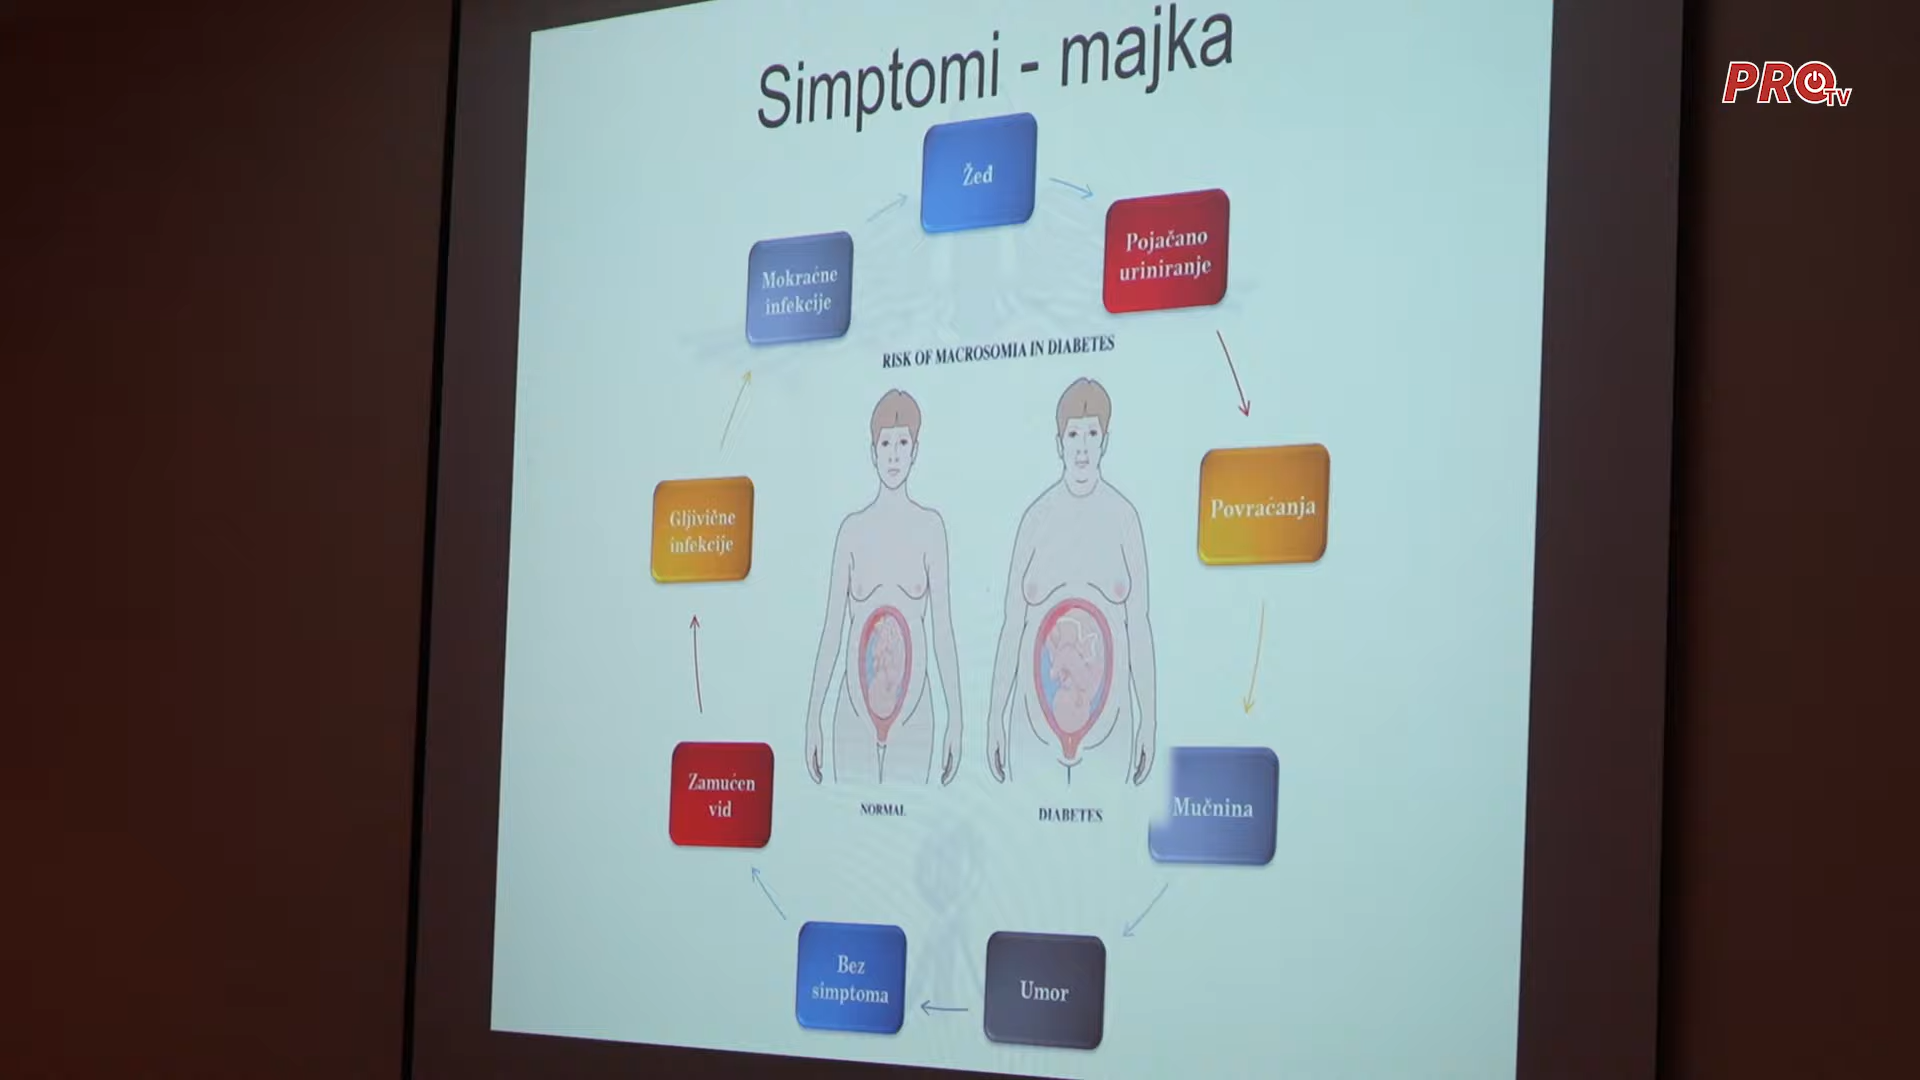 Simptomi - majka
PRO TV
Žeđ
Pojačano
uriniranje
Povraćanja
Mučnina
Umor
Bez
simptoma
Zamućen
vid
Gljivične
infekcije
Mokraćne
infekcije
RISK OF MACROSOMIA IN DIABETES
NORMAL
DIABETES